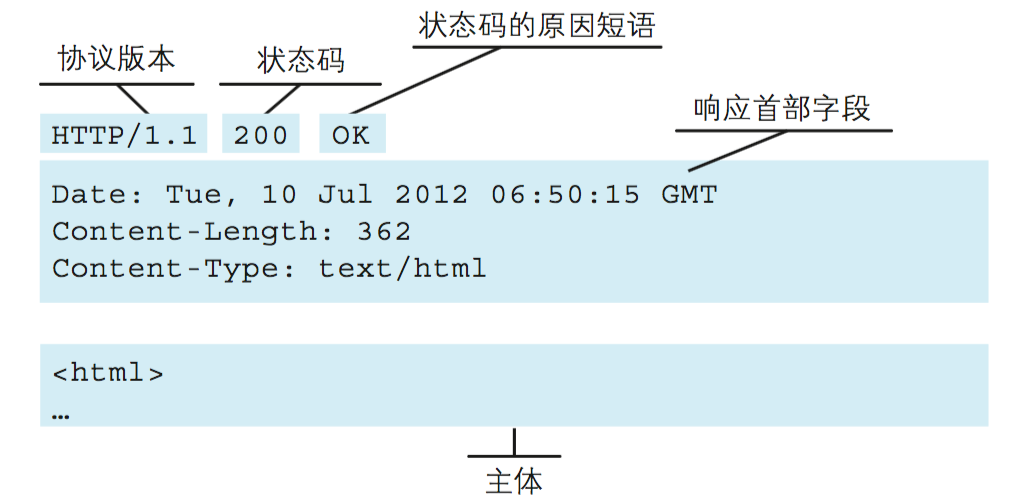 状态码的原因短语
协议版本 状态码
响应首部字段
HTTP/1.1 200 OK
Date: Tue, 10 Jul 2012 06:50:15 GMT
Content-Length: 362
Content-Type: text/html
<html>
…
主体